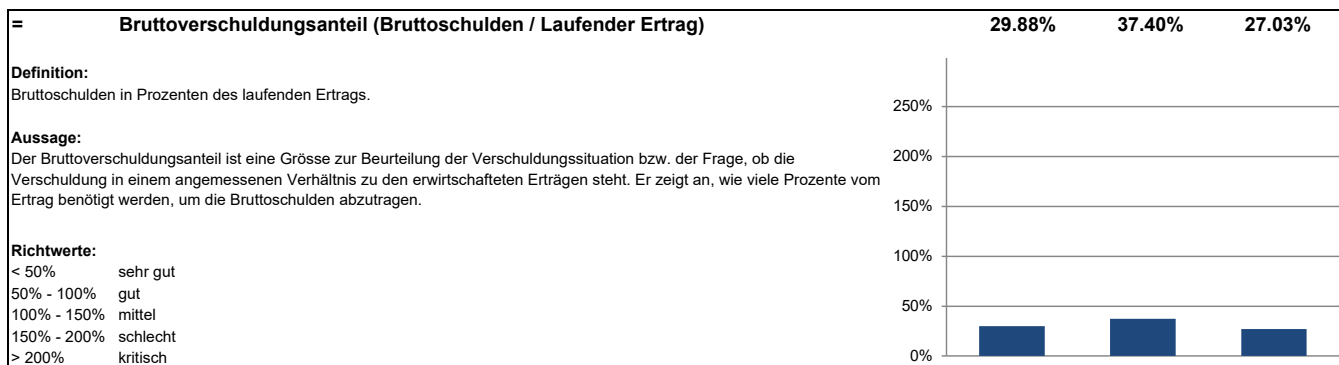 = Bruttoverschuldungsanteil (Bruttoschulden / Laufender Ertrag) 29.88% 37.40% 27.03%
Definition:
Bruttoschulden in Prozenten des laufenden Ertrags.
Aussage:
Der Bruttoverschuldungsanteil ist eine Grösse zur Beurteilung der Verschuldungssituation bzw. der Frage, ob die
Verschuldung in einem angemessenen Verhältnis zu den erwirtschafteten Erträgen steht. Er zeigt an, wie viele Prozente vom
Ertrag benötigt werden, um die Bruttoschulden abzutragen.
Richtwerte:
< 50% sehr gut
50% - 100% gut
100% - 150% mittel
150% - 200% schlecht
> 200% kritisch
250%
200%
150%
100%
50%
0%